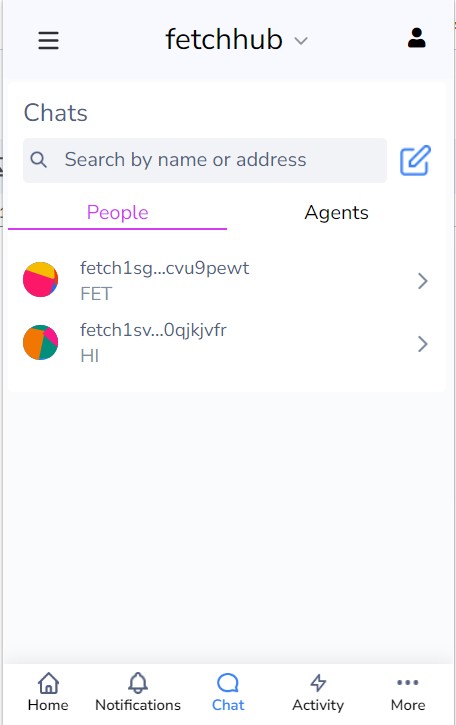 fetchhub
Chats
Search by name or address
People
Agents
fetch1sg...cvu9pewt
FET
fetch1sv...0qjkjvfr
HI
Home
Notifications
Chat
Activity
More